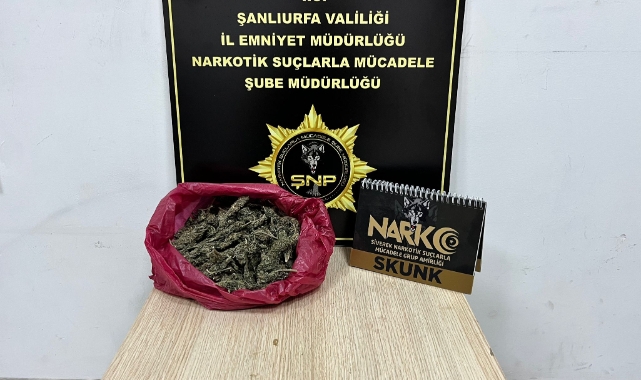 ŞANLIURFA VALİLİĞİ
İL EMNİYET MÜDÜRLÜĞÜ
NARKOTİK SUÇLARLA MÜCADELE
ŞUBE MÜDÜRLÜĞÜ
ŞNP
NARKO
SİVEREK NARKOTİK SUÇLARLA
MÜCADELE GRUP AMİRLİĞİ
SKUNK